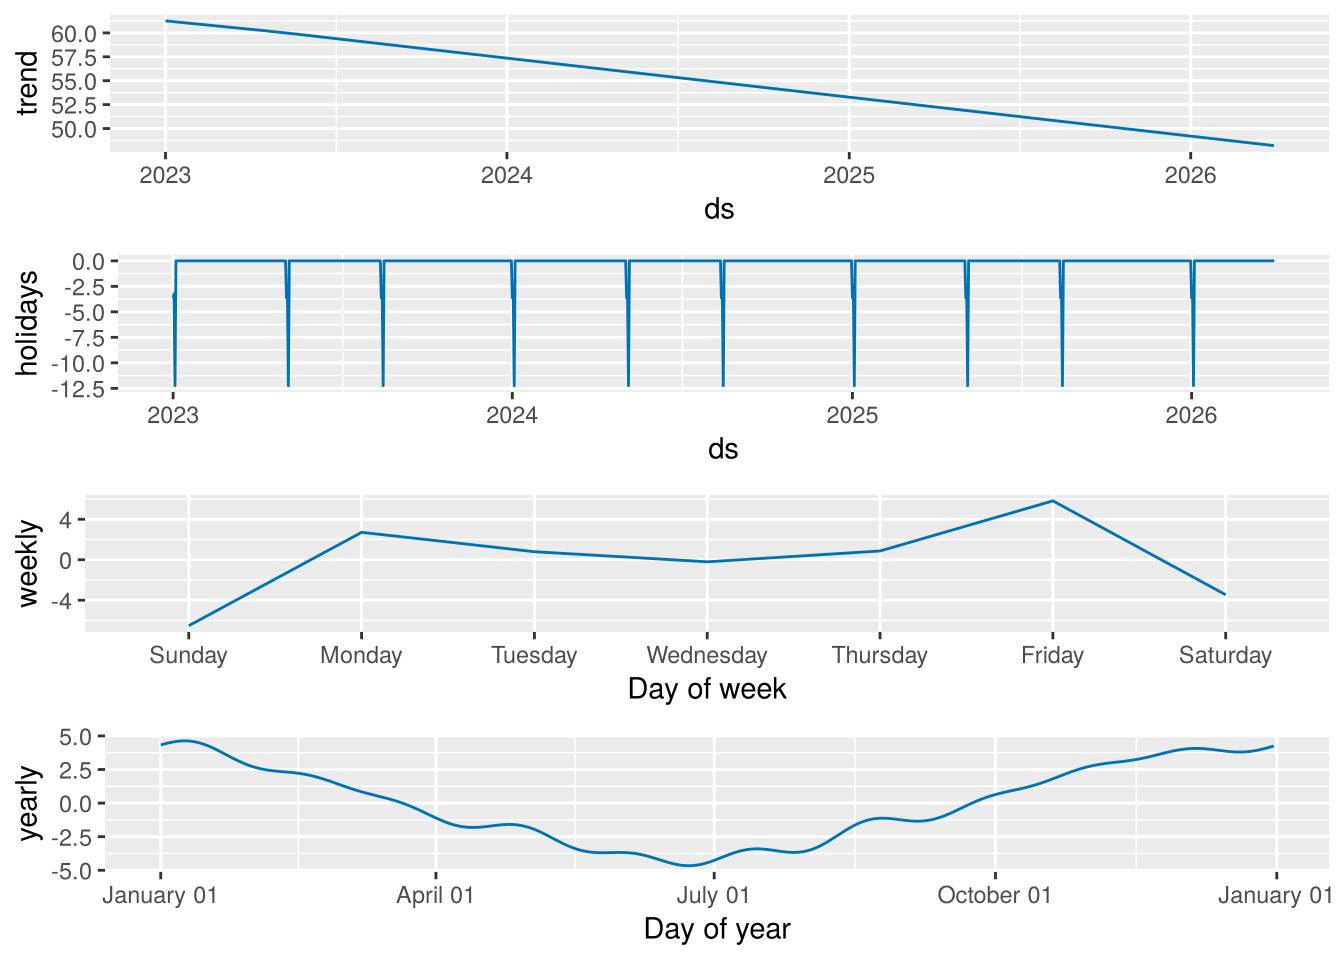 trend
60.0
57.5
55.0
52.5
50.0
2023 2024 2025 2026
ds
holidays
0.0
-2.5
-5.0
-7.5
-10.0
-12.5
2023 2024 2025 2026
ds
weekly
4
0
-4
Sunday Monday Tuesday Wednesday Thursday Friday Saturday
Day of week
yearly
5.0
2.5
0.0
-2.5
-5.0
January 01 April 01 July 01 October 01 January 01
Day of year